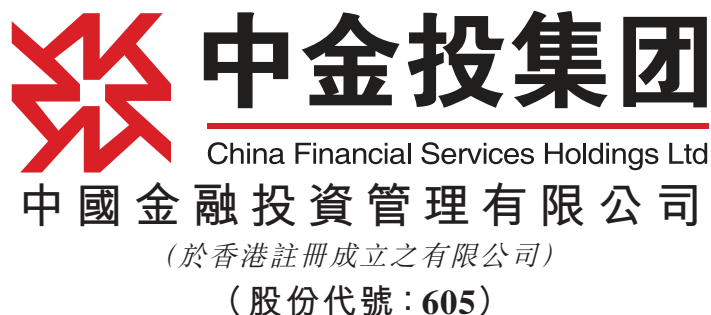 中金投集团
China Financial Services Holdings Ltd
中國金融投資管理有限公司
(於香港註冊成立之有限公司)
(股份代號：605)